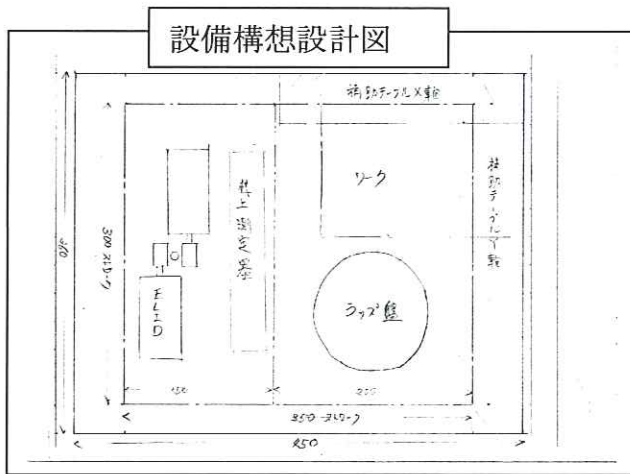 設備構想設計図
移動テーブルX軸
移動テーブルY軸
ワーク
機上測定器
ラップ盤
ELID
300ストローク
360
150
200
350ストローク
850